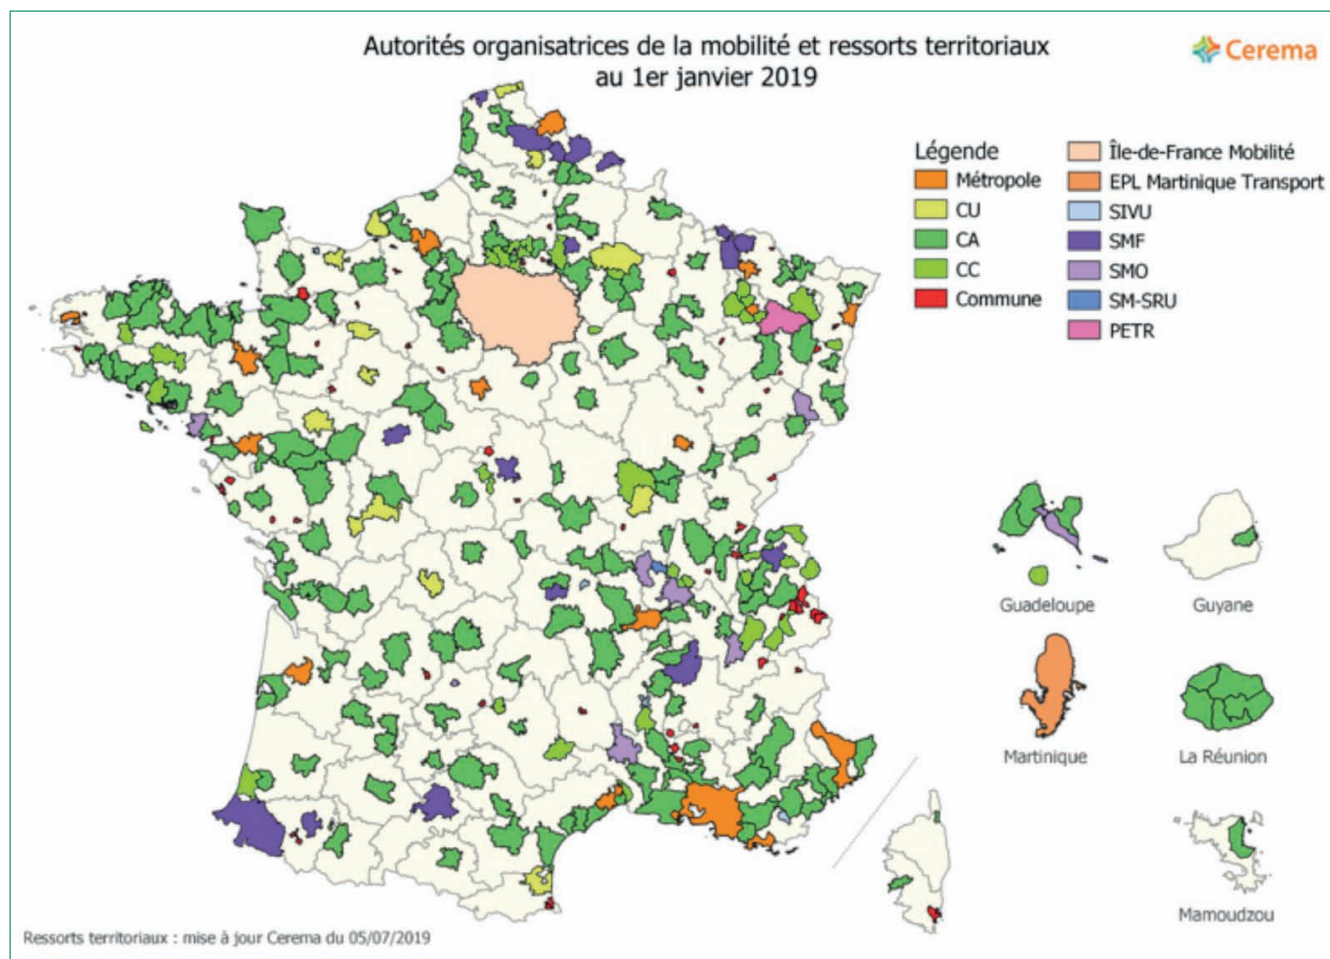 Autorités organisatrices de la mobilité et ressorts territoriaux
au 1er janvier 2019
Cerema
Légende
Métropole
CU
CA
CC
Commune
Île-de-France Mobilité
EPL Martinique Transport
SIVU
SMF
SMO
SM-SRU
PETR
Guadeloupe
Guyane
Martinique
La Réunion
Mamoudzou
Ressorts territoriaux : mise à jour Cerema du 05/07/2019